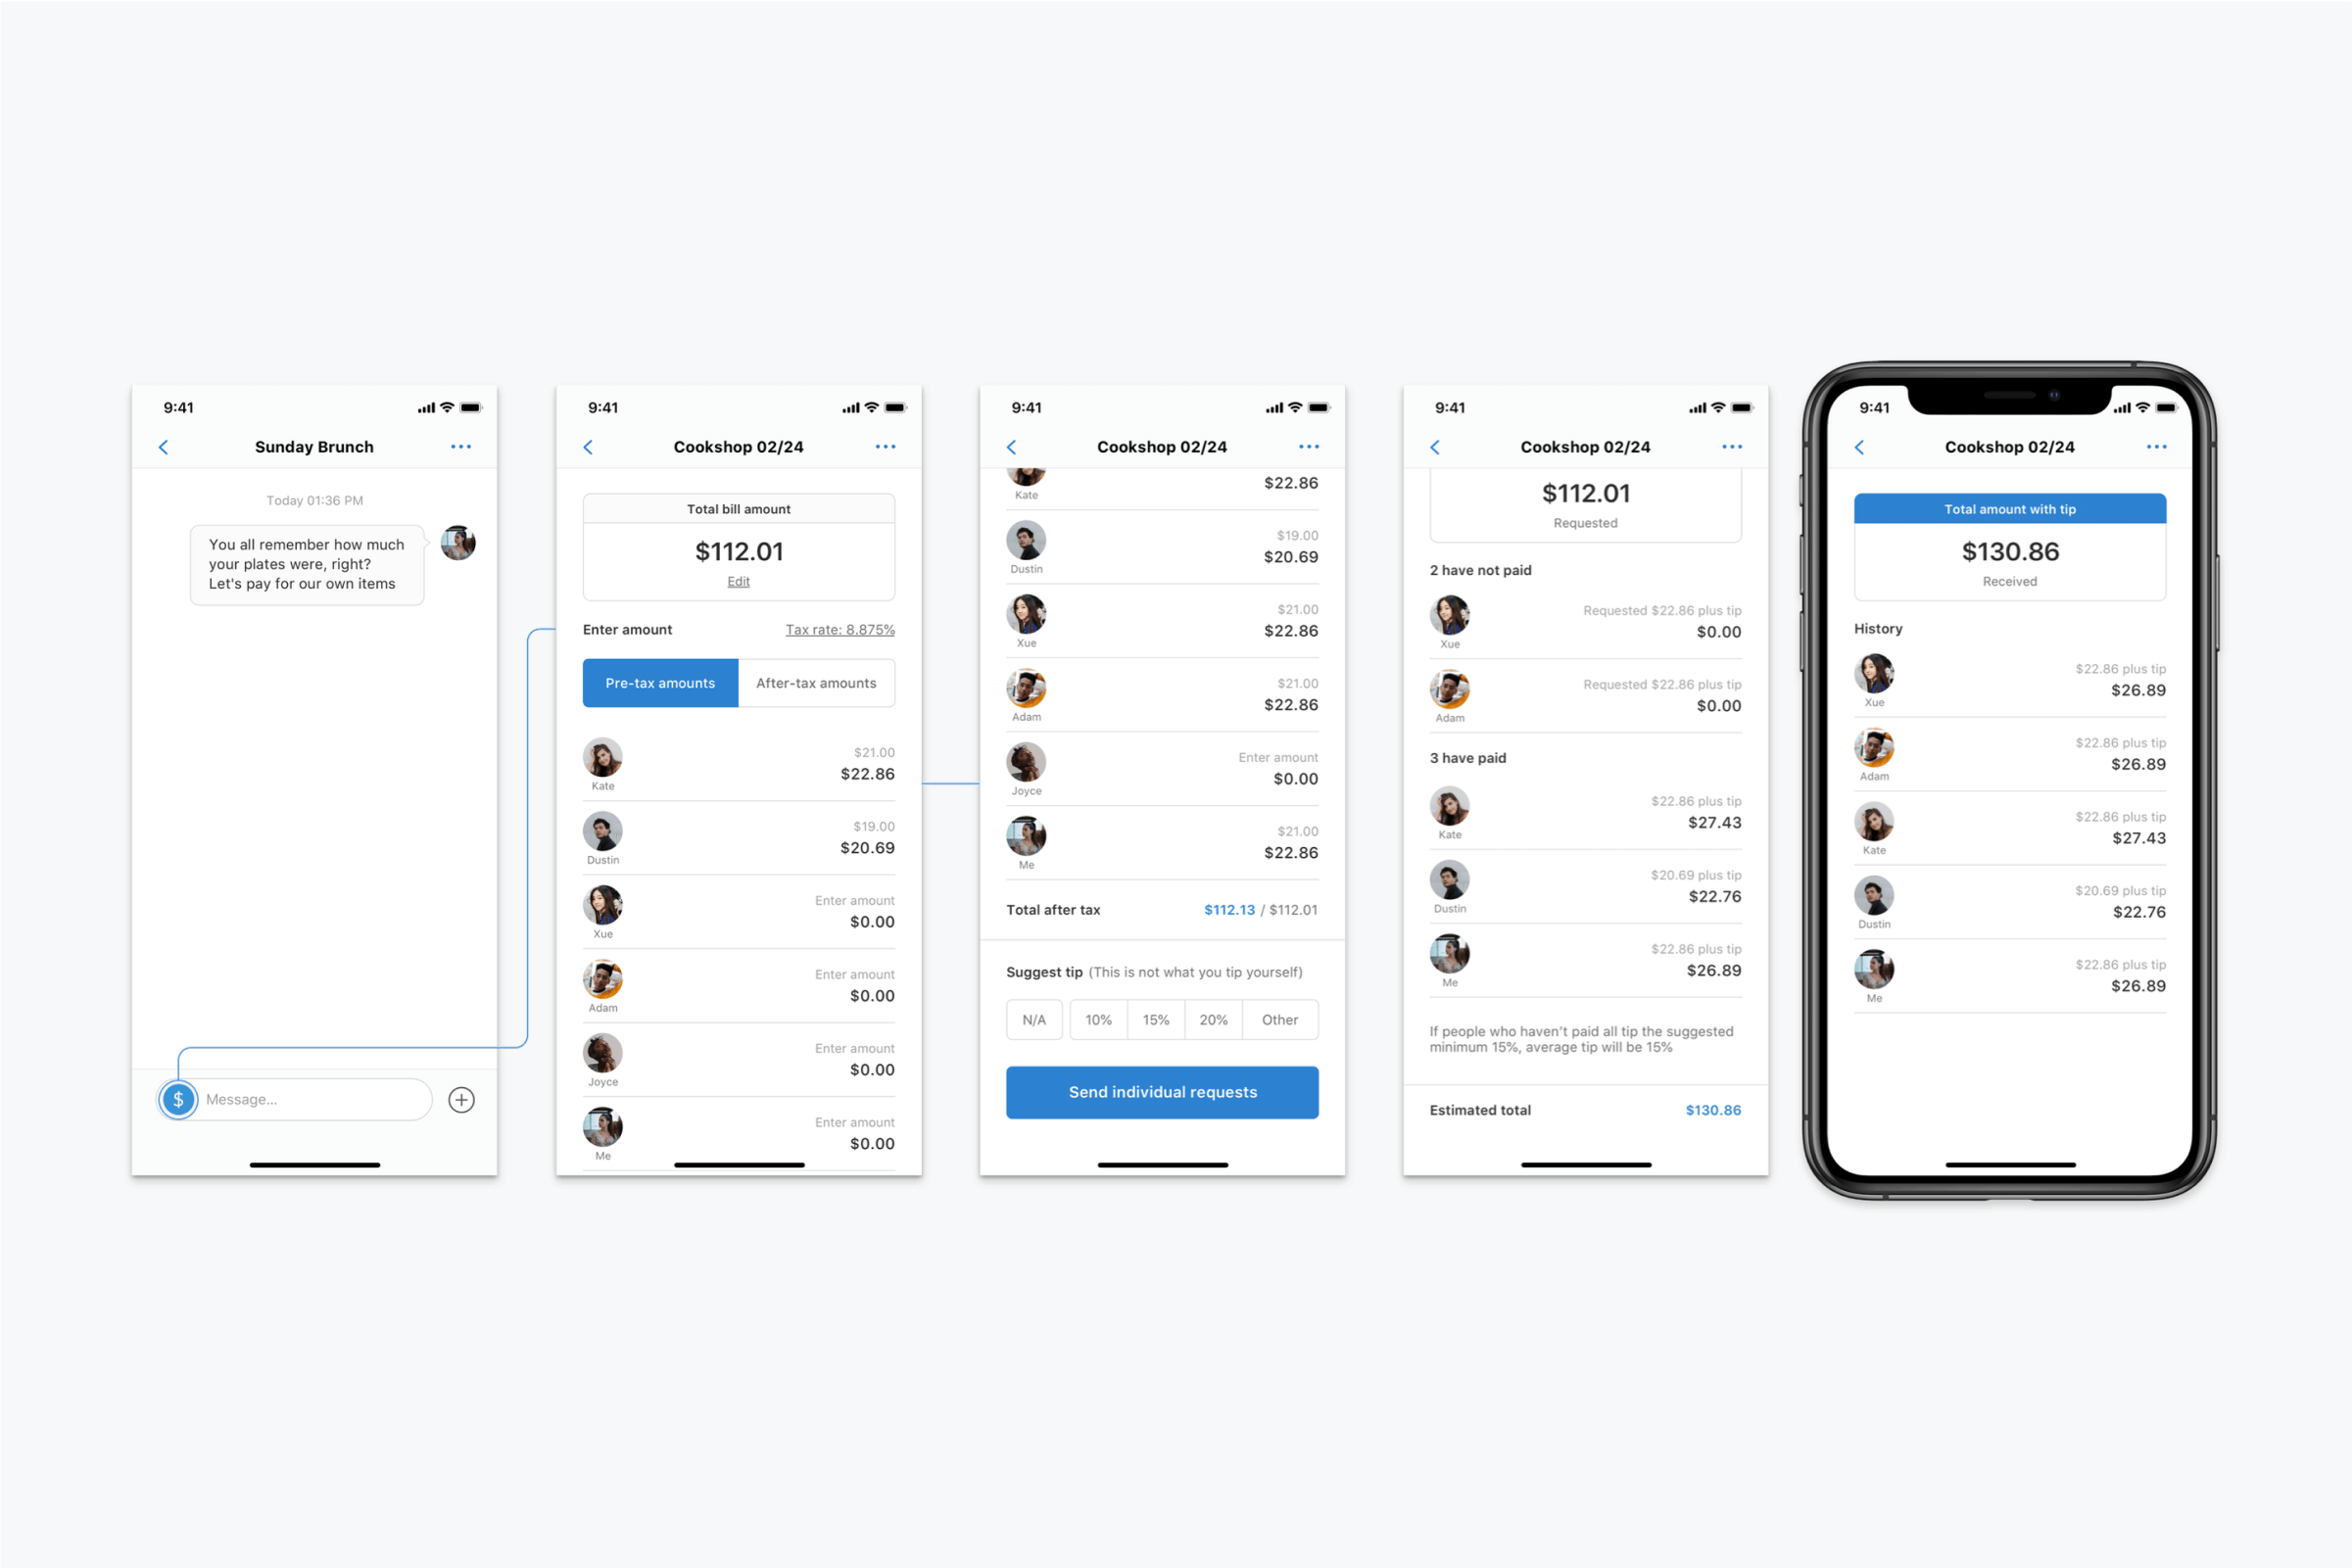 9:41
Sunday Brunch
Today 01:36 PM
You all remember how much
your plates were, right?
Let's pay for our own items
$ Message...
9:41
Cookshop 02/24
Total bill amount
$112.01
Edit
Enter amount Tax rate: 8.875%
Pre-tax amounts After-tax amounts
$21.00
$22.86
Kate
$19.00
$20.69
Dustin
Enter amount
$0.00
Xue
Enter amount
$0.00
Adam
Enter amount
$0.00
Joyce
Enter amount
$0.00
Me
9:41
Cookshop 02/24
$22.86
Kate
$19.00
$20.69
Dustin
$21.00
$22.86
Xue
$21.00
$22.86
Adam
Enter amount
$0.00
Joyce
$21.00
$22.86
Me
Total after tax $112.13 / $112.01
Suggest tip (This is not what you tip yourself)
N/A 10% 15% 20% Other
Send individual requests
9:41
Cookshop 02/24
$112.01
Requested
2 have not paid
Requested $22.86 plus tip
$0.00
Xue
Requested $22.86 plus tip
$0.00
Adam
3 have paid
$22.86 plus tip
$27.43
Kate
$20.69 plus tip
$22.76
Dustin
$22.86 plus tip
$26.89
Me
If people who haven't paid all tip the suggested
minimum 15%, average tip will be 15%
Estimated total $130.86
9:41
Cookshop 02/24
Total amount with tip
$130.86
Received
History
$22.86 plus tip
$26.89
Xue
$22.86 plus tip
$26.89
Adam
$22.86 plus tip
$27.43
Kate
$20.69 plus tip
$22.76
Dustin
$22.86 plus tip
$26.89
Me